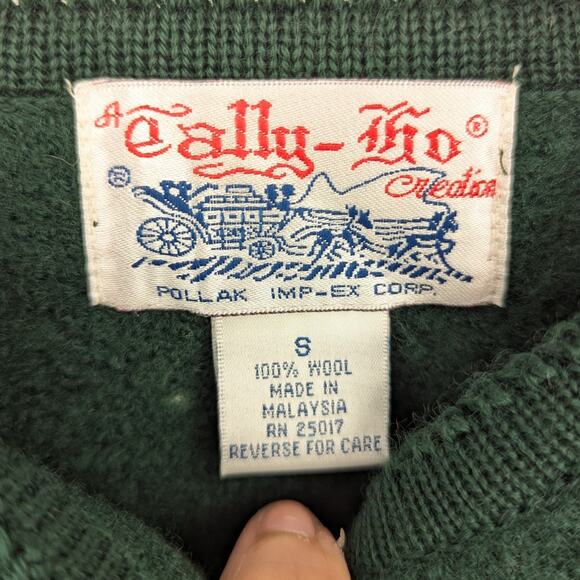 A Tally-Ho ®
® Creation
POLLAK IMP-EX CORP.
S
100% WOOL
MADE IN
MALAYSIA
RN 25017
REVERSE FOR CARE